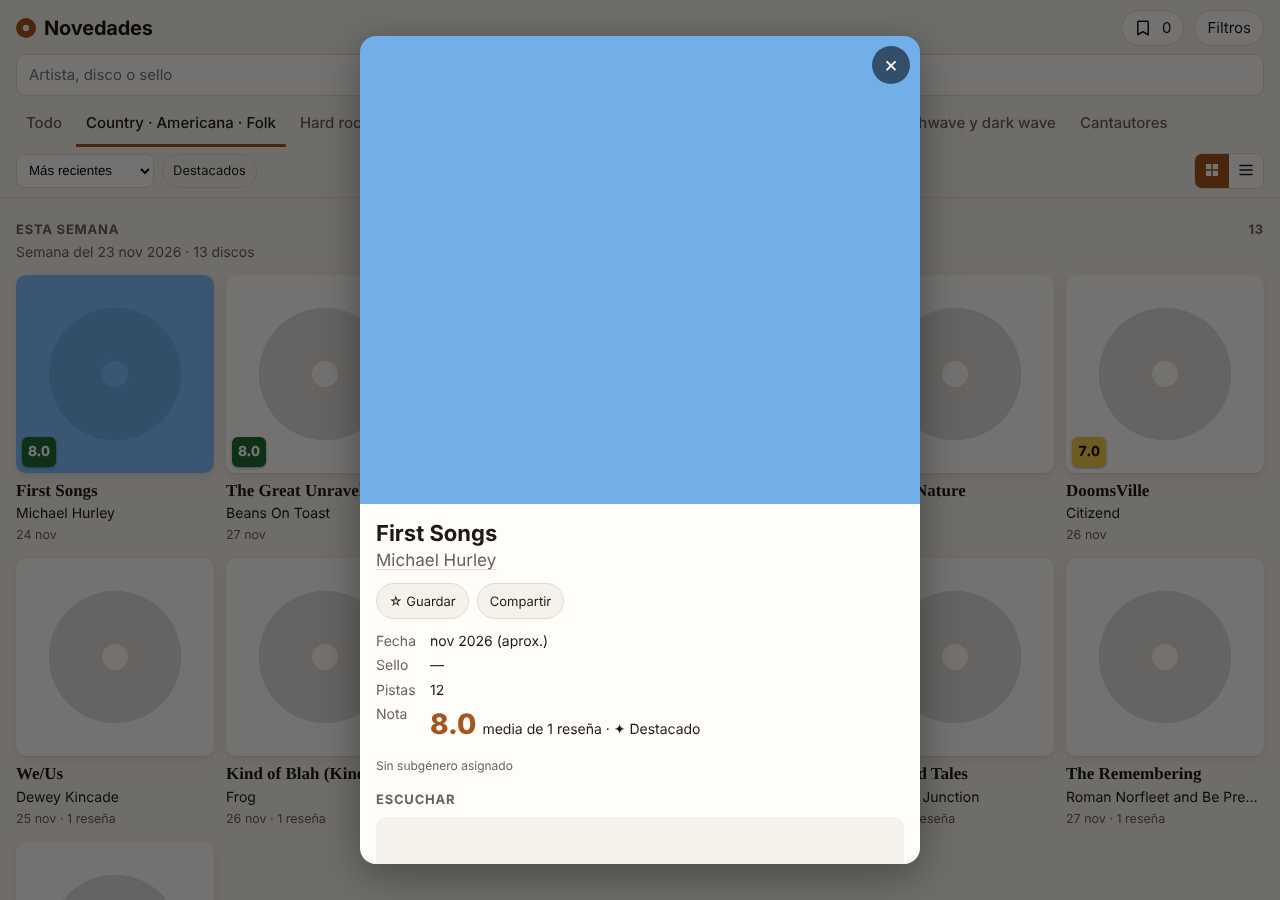 Novedades
0
Filtros
Artista, disco o sello
Todo
Country · Americana · Folk
Hard roc
hwave y dark wave
Cantautores
Más recientes
Destacados
ESTA SEMANA
13
Semana del 23 nov 2026 · 13 discos
8.0
First Songs
Michael Hurley
24 nov
8.0
The Great Unrave
Beans On Toast
27 nov
Nature
7.0
DoomsVille
Citizend
26 nov
We/Us
Dewey Kincade
25 nov · 1 reseña
Kind of Blah (Kind
Frog
26 nov · 1 reseña
d Tales
Junction
eseña
The Remembering
Roman Norfleet and Be Pre...
27 nov · 1 reseña
First Songs
Michael Hurley
☆ Guardar
Compartir
Fecha nov 2026 (aprox.)
Sello —
Pistas 12
Nota 8.0 media de 1 reseña · ✦ Destacado
Sin subgénero asignado
ESCUCHAR